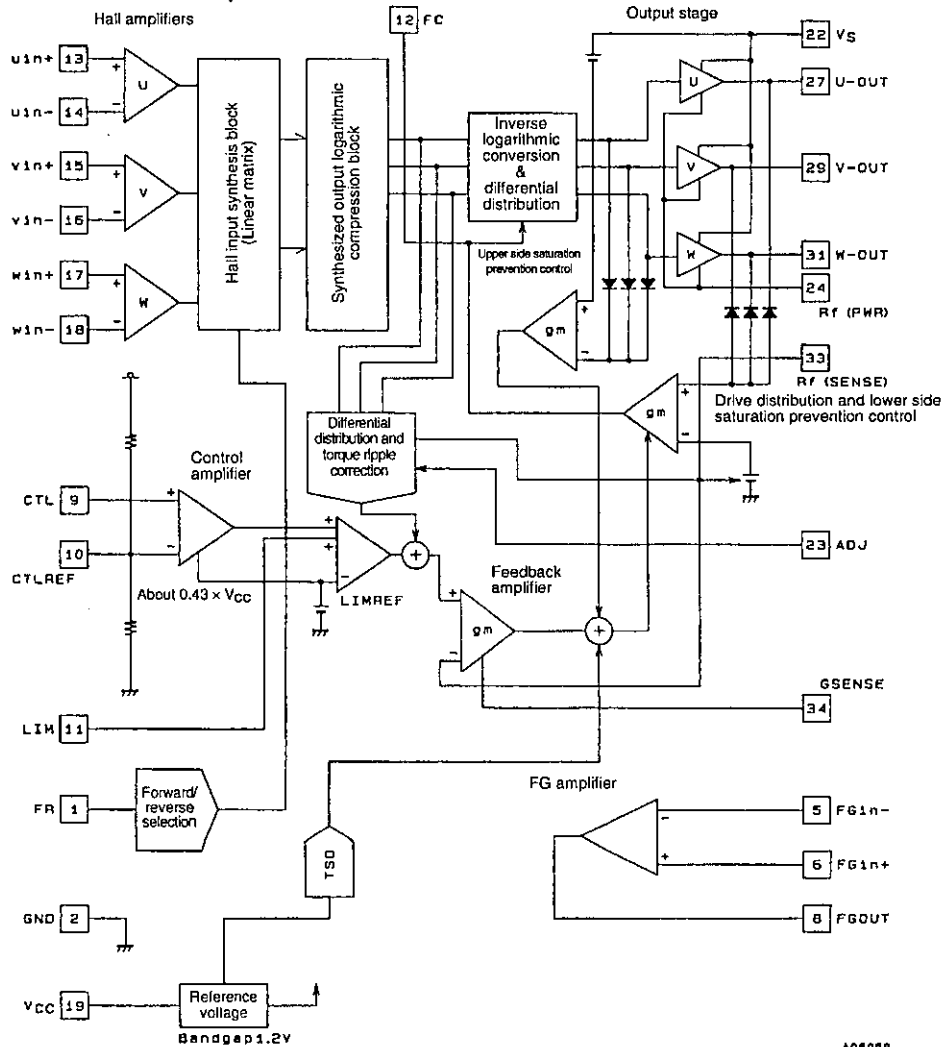 Hall amplifiers
Output stage
12 FC
22 VS
uin+ 13
+
U
-
uin- 14
U
27 U-OUT
vin+ 15
+
V
-
vin- 16
Hall input synthesis block
(Linear matrix)
Synthesized output logarithmic
compression block
Inverse
logarithmic
conversion
&
differential
distribution
V
29 V-OUT
win+ 17
+
W
-
win- 18
Upper side saturation
prevention control
W
31 W-OUT
24
Rf (PWR)
+
gm
-
33
Rf (SENSE)
+
gm
-
Drive distribution and lower side
saturation prevention control
Differential
distribution and
torque ripple
correction
Control
amplifier
CTL 9
+
-
10
CTLREF
About 0.43 × VCC
+
+
-
LIMREF
+
23 ADJ
Feedback
amplifier
+
gm
-
+
GSENSE
34
LIM 11
FR 1
Forward/
reverse
selection
FG amplifier
-
+
5 FGin-
6 FGin+
8 FGOUT
TSD
GND 2
VCC 19
Reference
voltage
Bandgap1.2V